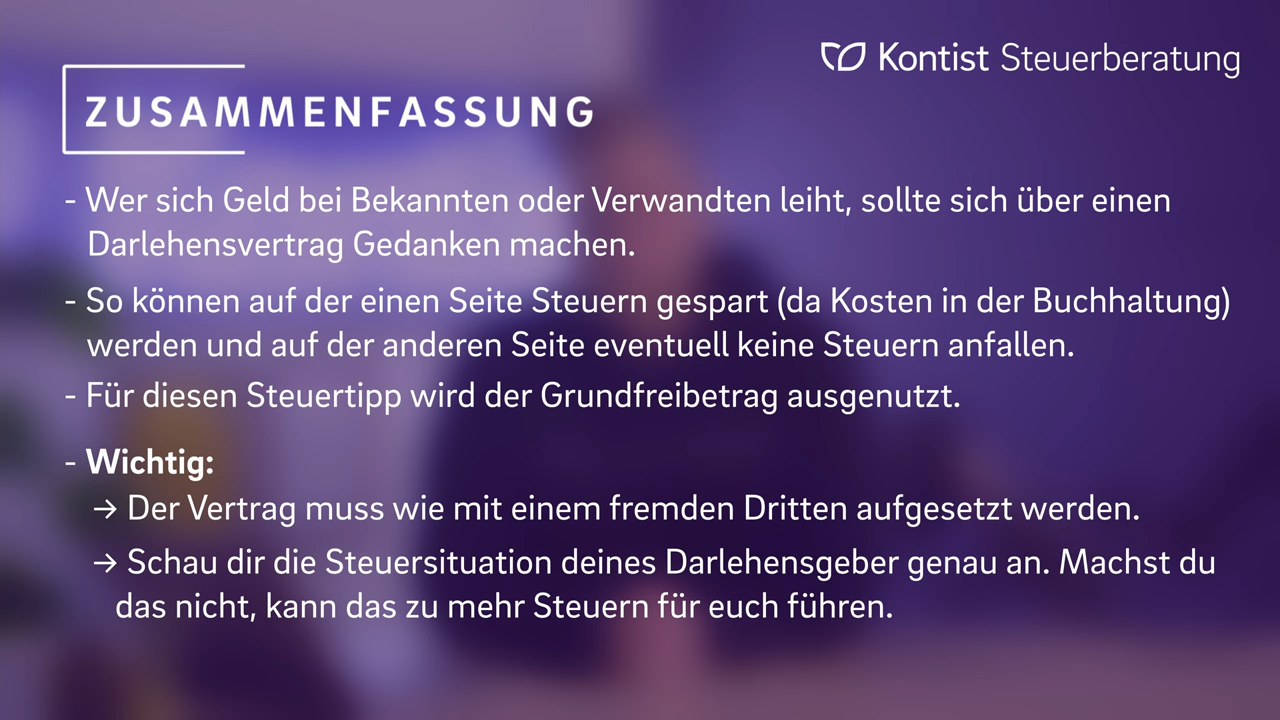 Kontist Steuerberatung
ZUSAMMENFASSUNG
- Wer sich Geld bei Bekannten oder Verwandten leiht, sollte sich über einen
Darlehensvertrag Gedanken machen.
- So können auf der einen Seite Steuern gespart (da Kosten in der Buchhaltung)
werden und auf der anderen Seite eventuell keine Steuern anfallen.
- Für diesen Steuertipp wird der Grundfreibetrag ausgenutzt.
- Wichtig:
→ Der Vertrag muss wie mit einem fremden Dritten aufgesetzt werden.
→ Schau dir die Steuersituation deines Darlehensgeber genau an. Machst du
das nicht, kann das zu mehr Steuern für euch führen.